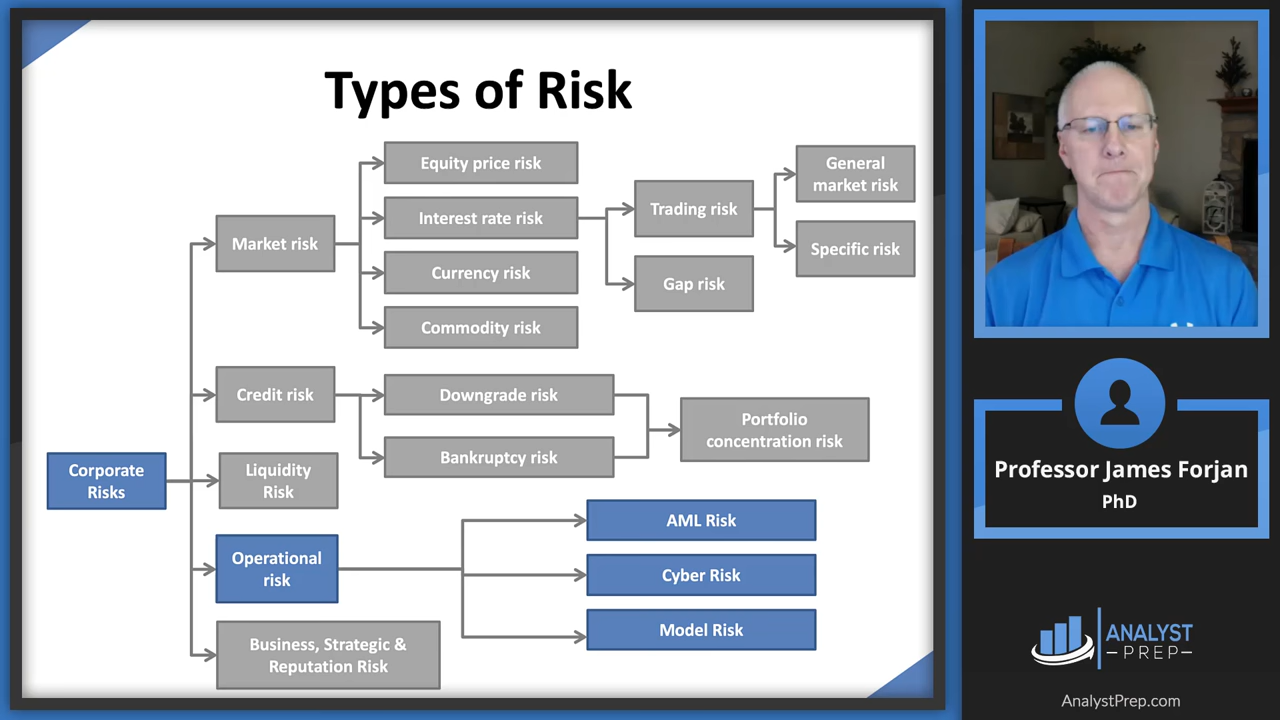 Types of Risk
Equity price risk
Interest rate risk
Currency risk
Commodity risk
Market risk
Trading risk
Gap risk
General
market risk
Specific risk
Credit risk
Downgrade risk
Bankruptcy risk
Portfolio
concentration risk
Corporate
Risks
Liquidity
Risk
Operational
risk
AML Risk
Cyber Risk
Model Risk
Business, Strategic &
Reputation Risk
Professor James Forjan
PhD
ANALYST
PREP
AnalystPrep.com